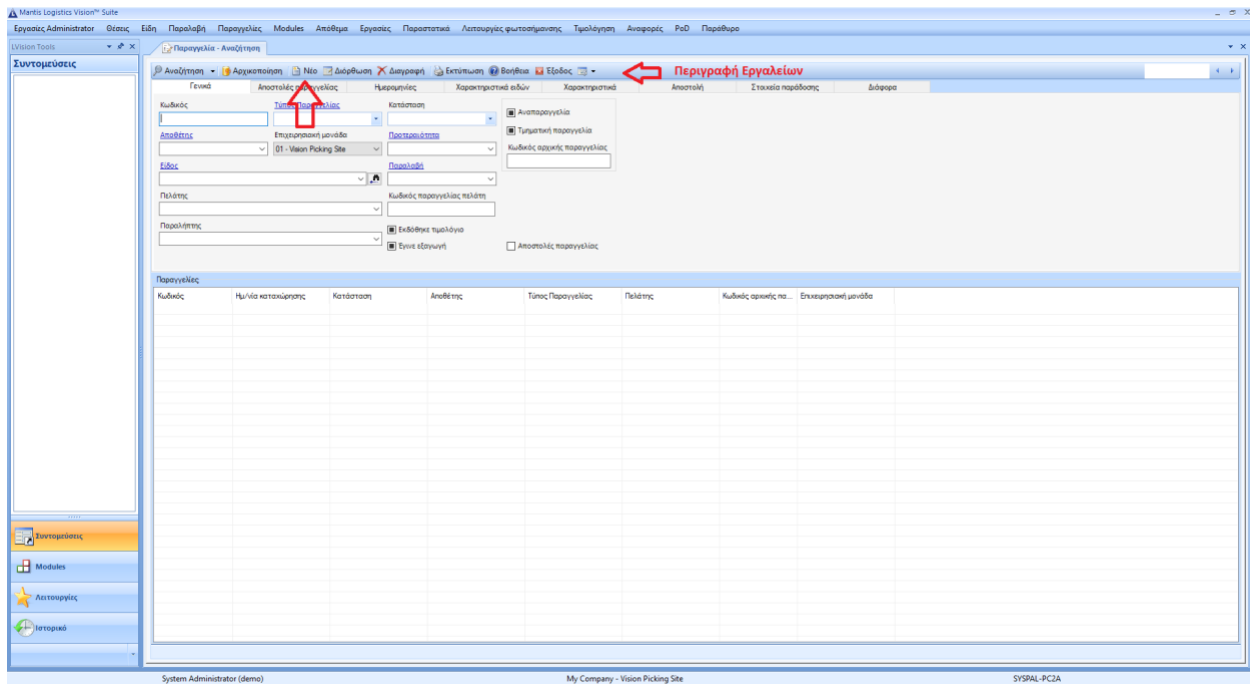 Mantis Logistics Vision™ Suite
Εργασίες Administrator Θέσεις Είδη Παραλαβή Παραγγελίες Modules Απόθεμα Εργασίες Παραστατικά Λειτουργίες φωτοσήμανσης Τιμολόγηση Αναφορές PoD Παράθυρο
LVision Tools
Παραγγελία - Αναζήτηση
Συντομεύσεις
Αναζήτηση Αρχικοποίηση Νέο Διόρθωση Διαγραφή Εκτύπωση Βοήθεια Έξοδος Περιγραφή Εργαλείων
Γενικά Αποστολές παραγγελίας Ημερομηνίες Χαρακτηριστικά ειδών Χαρακτηριστικά Αποστολή Στοιχεία παράδοσης Διάφορα
Κωδικός Τύπος Παραγγελίας Κατάσταση
Αναπαραγγελία
Τμηματική παραγγελία
Αποθέτης Επιχειρησιακή μονάδα Προτεραιότητα
01 - Vision Picking Site
Κωδικός αρχικής παραγγελίας
Είδος Παραλαβή
Πελάτης Κωδικός παραγγελίας πελάτη
Παραλήπτης
Εκδόθηκε τιμολόγιο
Έγινε εξαγωγή Αποστολές παραγγελίας
Παραγγελίες
Κωδικός Ημ/νία καταχώρησης Κατάσταση Αποθέτης Τύπος Παραγγελίας Πελάτης Κωδικός αρχικής πα... Επιχειρησιακή μονάδα
Συντομεύσεις
Modules
Λειτουργίες
Ιστορικό
System Administrator (demo) My Company - Vision Picking Site SYSPAL-PC2A